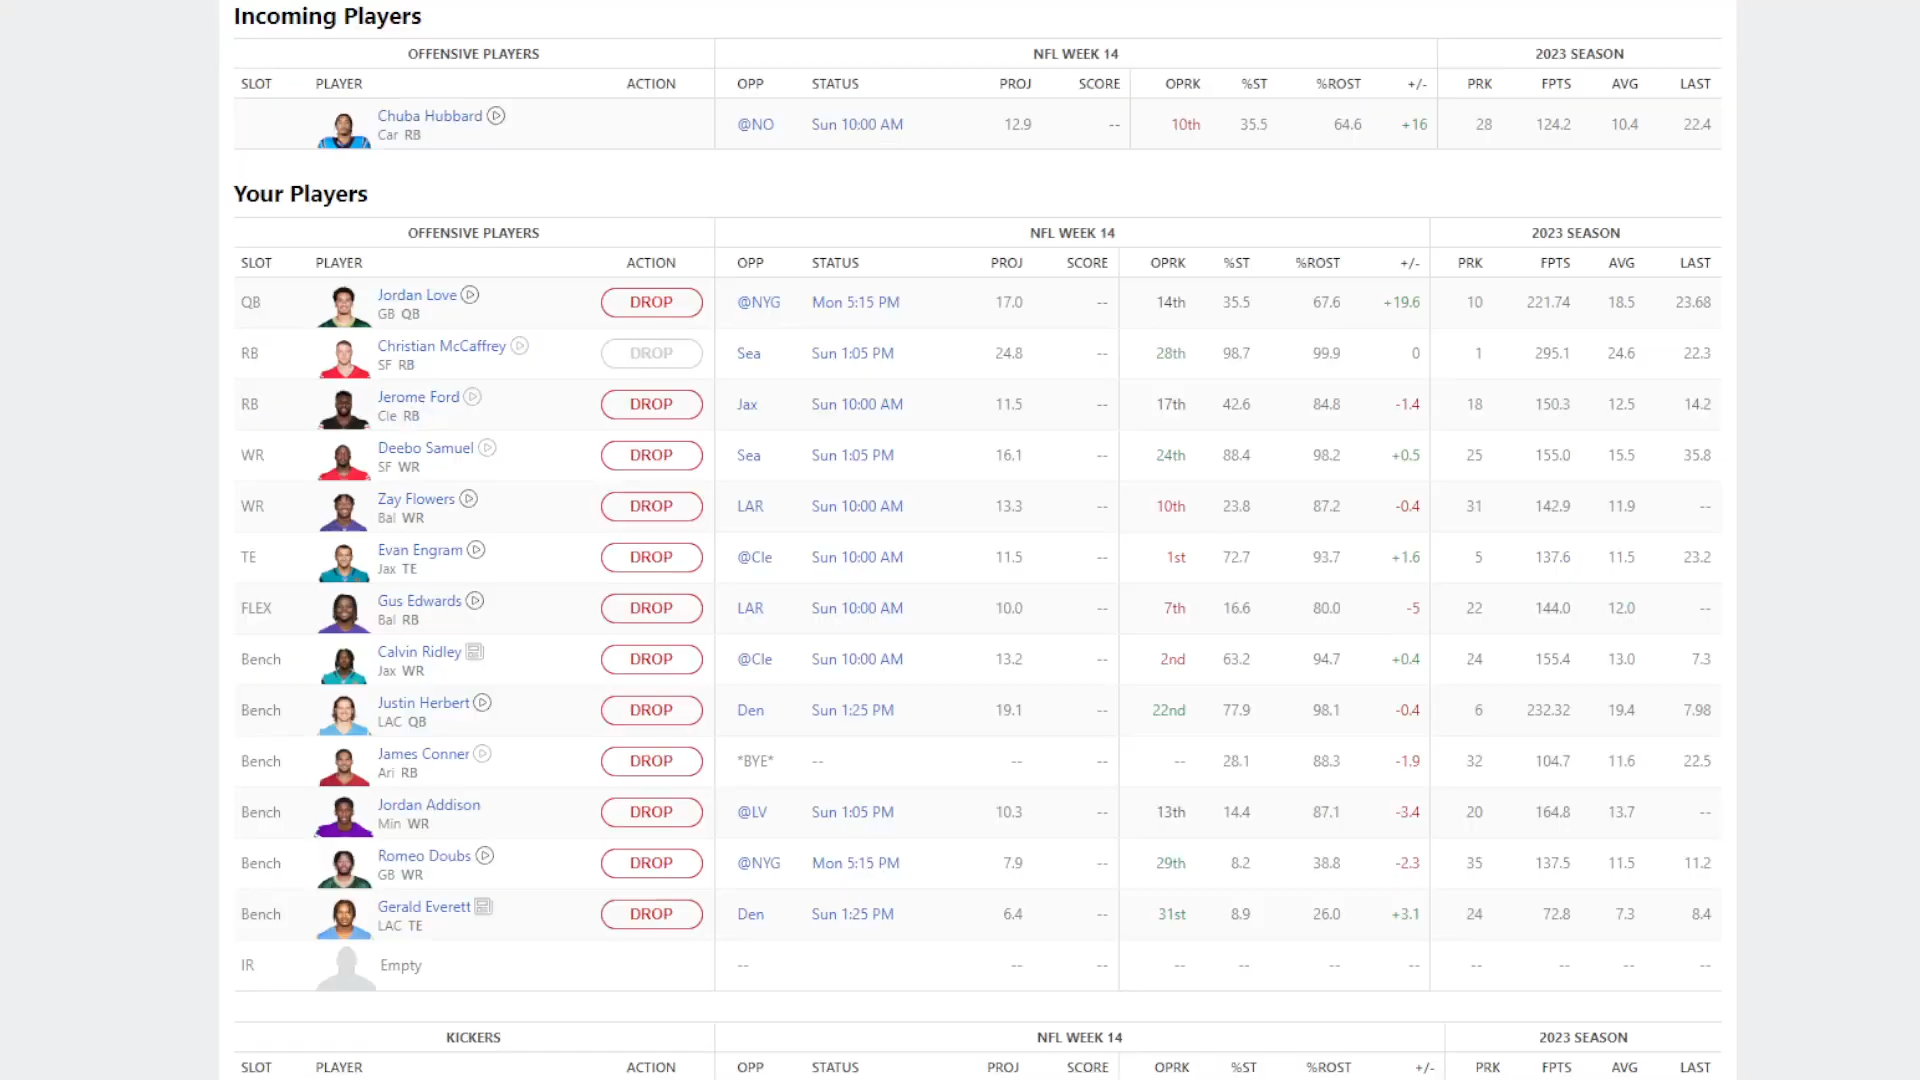 Incoming Players
OFFENSIVE PLAYERS NFL WEEK 14 2023 SEASON
SLOT PLAYER ACTION OPP STATUS PROJ SCORE OPRK %ST %ROST +/- PRK FPTS AVG LAST
Chuba Hubbard
Car RB @NO Sun 10:00 AM 12.9 -- 10th 35.5 64.6 +16 28 124.2 10.4 22.4
Your Players
OFFENSIVE PLAYERS NFL WEEK 14 2023 SEASON
SLOT PLAYER ACTION OPP STATUS PROJ SCORE OPRK %ST %ROST +/- PRK FPTS AVG LAST
QB Jordan Love DROP @NYG Mon 5:15 PM 17.0 -- 14th 35.5 67.6 +19.6 10 221.74 18.5 23.68
GB QB
RB Christian McCaffrey DROP Sea Sun 1:05 PM 24.8 -- 28th 98.7 99.9 0 1 295.1 24.6 22.3
SF RB
RB Jerome Ford DROP Jax Sun 10:00 AM 11.5 -- 17th 42.6 84.8 -1.4 18 150.3 12.5 14.2
Cle RB
WR Deebo Samuel DROP Sea Sun 1:05 PM 16.1 -- 24th 88.4 98.2 +0.5 25 155.0 15.5 35.8
SF WR
WR Zay Flowers DROP LAR Sun 10:00 AM 13.3 -- 10th 23.8 87.2 -0.4 31 142.9 11.9 --
Bal WR
TE Evan Engram DROP @Cle Sun 10:00 AM 11.5 -- 1st 72.7 93.7 +1.6 5 137.6 11.5 23.2
Jax TE
FLEX Gus Edwards DROP LAR Sun 10:00 AM 10.0 -- 7th 16.6 80.0 -5 22 144.0 12.0 --
Bal RB
Bench Calvin Ridley DROP @Cle Sun 10:00 AM 13.2 -- 2nd 63.2 94.7 +0.4 24 155.4 13.0 7.3
Jax WR
Bench Justin Herbert DROP Den Sun 1:25 PM 19.1 -- 22nd 77.9 98.1 -0.4 6 232.32 19.4 7.98
LAC QB
Bench James Conner DROP *BYE* -- -- -- -- 28.1 88.3 -1.9 32 104.7 11.6 22.5
Ari RB
Bench Jordan Addison DROP @LV Sun 1:05 PM 10.3 -- 13th 14.4 87.1 -3.4 20 164.8 13.7 --
Min WR
Bench Romeo Doubs DROP @NYG Mon 5:15 PM 7.9 -- 29th 8.2 38.8 -2.3 35 137.5 11.5 11.2
GB WR
Bench Gerald Everett DROP Den Sun 1:25 PM 6.4 -- 31st 8.9 26.0 +3.1 24 72.8 7.3 8.4
LAC TE
IR Empty -- -- -- -- -- -- -- -- -- -- --
KICKERS NFL WEEK 14 2023 SEASON
SLOT PLAYER ACTION OPP STATUS PROJ SCORE OPRK %ST %ROST +/- PRK FPTS AVG LAST